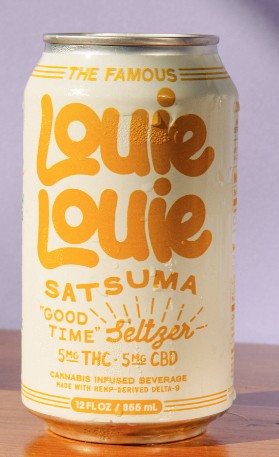 THE FAMOUS
Louie
Louie
SATSUMA
"GOOD
TIME" Seltzer
5MG THC · 5MG CBD
CANNABIS INFUSED BEVERAGE
MADE WITH HEMP-DERIVED DELTA-9
12 FL OZ / 355 mL